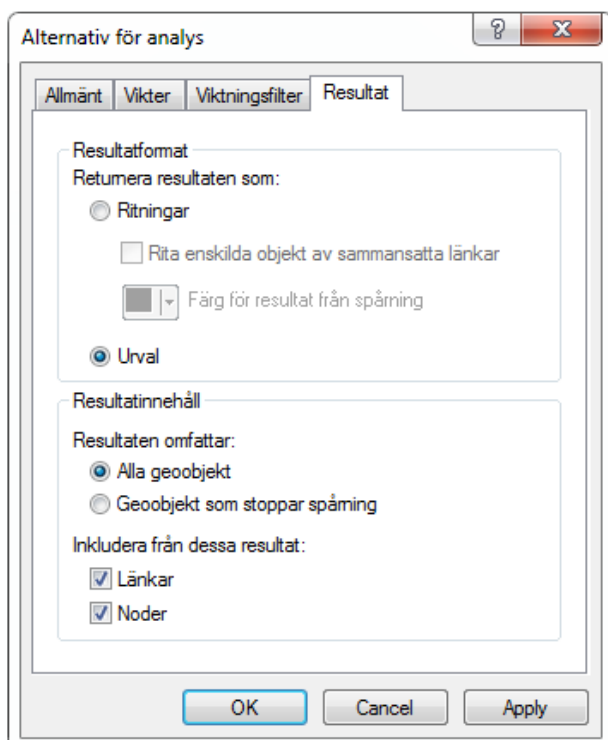 Alternativ för analys
Allmänt Vikter Viktningsfilter Resultat
Resultatformat
Returnera resultaten som:
Ritningar
Rita enskilda objekt av sammansatta länkar
Färg för resultat från spårning
Urval
Resultatinnehåll
Resultaten omfattar:
Alla geoobjekt
Geoobjekt som stoppar spårning
Inkludera från dessa resultat:
Länkar
Noder
OK Cancel Apply